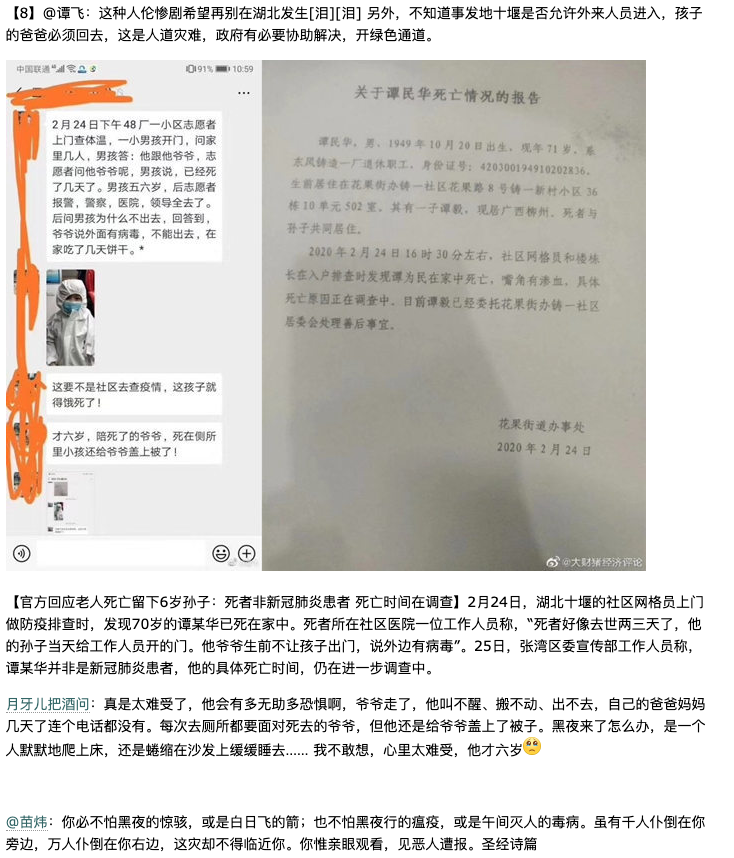 【8】@谭飞：这种人伦惨剧希望再别在湖北发生[泪][泪] 另外，不知道事发地十堰是否允许外来人员进入，孩子
的爸爸必须回去，这是人道灾难，政府有必要协助解决，开绿色通道。
中国联通 91% 10:59
2月24日下午48厂一小区志愿者
上门查体温，一小男孩开门，问家
里几人，男孩答：他跟他爷爷，志
愿者问他爷爷呢，男孩说，已经死
了几天了。男孩五六岁，后志愿者
报警，警察，医院，领导全去了。
后问男孩为什么不出去，回答到，
爷爷说外面有病毒，不能出去，在
家吃了几天饼干。*
这要不是社区去查疫情，这孩子就
得饿死了！
才六岁，陪死了的爷爷，死在侧所
里小孩还给爷爷盖上被了！
关于谭民华死亡情况的报告
谭民华，男，1949年10月20日出生，现年71岁，系
东风铸造一厂退休职工，身份证号：420300194910202836，
生前居住在花果街办铸一社区花果路8号铸一新村小区36
栋10单元502室，其有一子谭毅，现居广西柳州，死者与
孙子共同居住。
2020年2月24日16时30分左右，社区网格员和楼栋
长在入户排查时发现谭为民在家中死亡，嘴角有渗血，具体
死亡原因正在调查中。目前谭毅已经委托花果街办铸一社区
居委会处理善后事宜。
花果街道办事处
2020年2月24日
@大财猪经济评论
【官方回应老人死亡留下6岁孙子：死者非新冠肺炎患者 死亡时间在调查】2月24日，湖北十堰的社区网格员上门
做防疫排查时，发现70岁的谭某华已死在家中。死者所在社区医院一位工作人员称，“死者好像去世两三天了，他
的孙子当天给工作人员开的门。他爷爷生前不让孩子出门，说外边有病毒”。25日，张湾区委宣传部工作人员称，
谭某华并非是新冠肺炎患者，他的具体死亡时间，仍在进一步调查中。
月牙儿把酒问：真是太难受了，他会有多无助多恐惧啊，爷爷走了，他叫不醒、搬不动、出不去，自己的爸爸妈妈
几天了连个电话都没有。每次去厕所都要面对死去的爷爷，但他还是给爷爷盖上了被子。黑夜来了怎么办，是一个
人默默地爬上床，还是蜷缩在沙发上缓缓睡去…… 我不敢想，心里太难受，他才六岁🥺
@苗炜：你必不怕黑夜的惊骇，或是白日飞的箭；也不怕黑夜行的瘟疫，或是午间灭人的毒病。虽有千人仆倒在你
旁边，万人仆倒在你右边，这灾却不得临近你。你惟亲眼观看，见恶人遭报。圣经诗篇